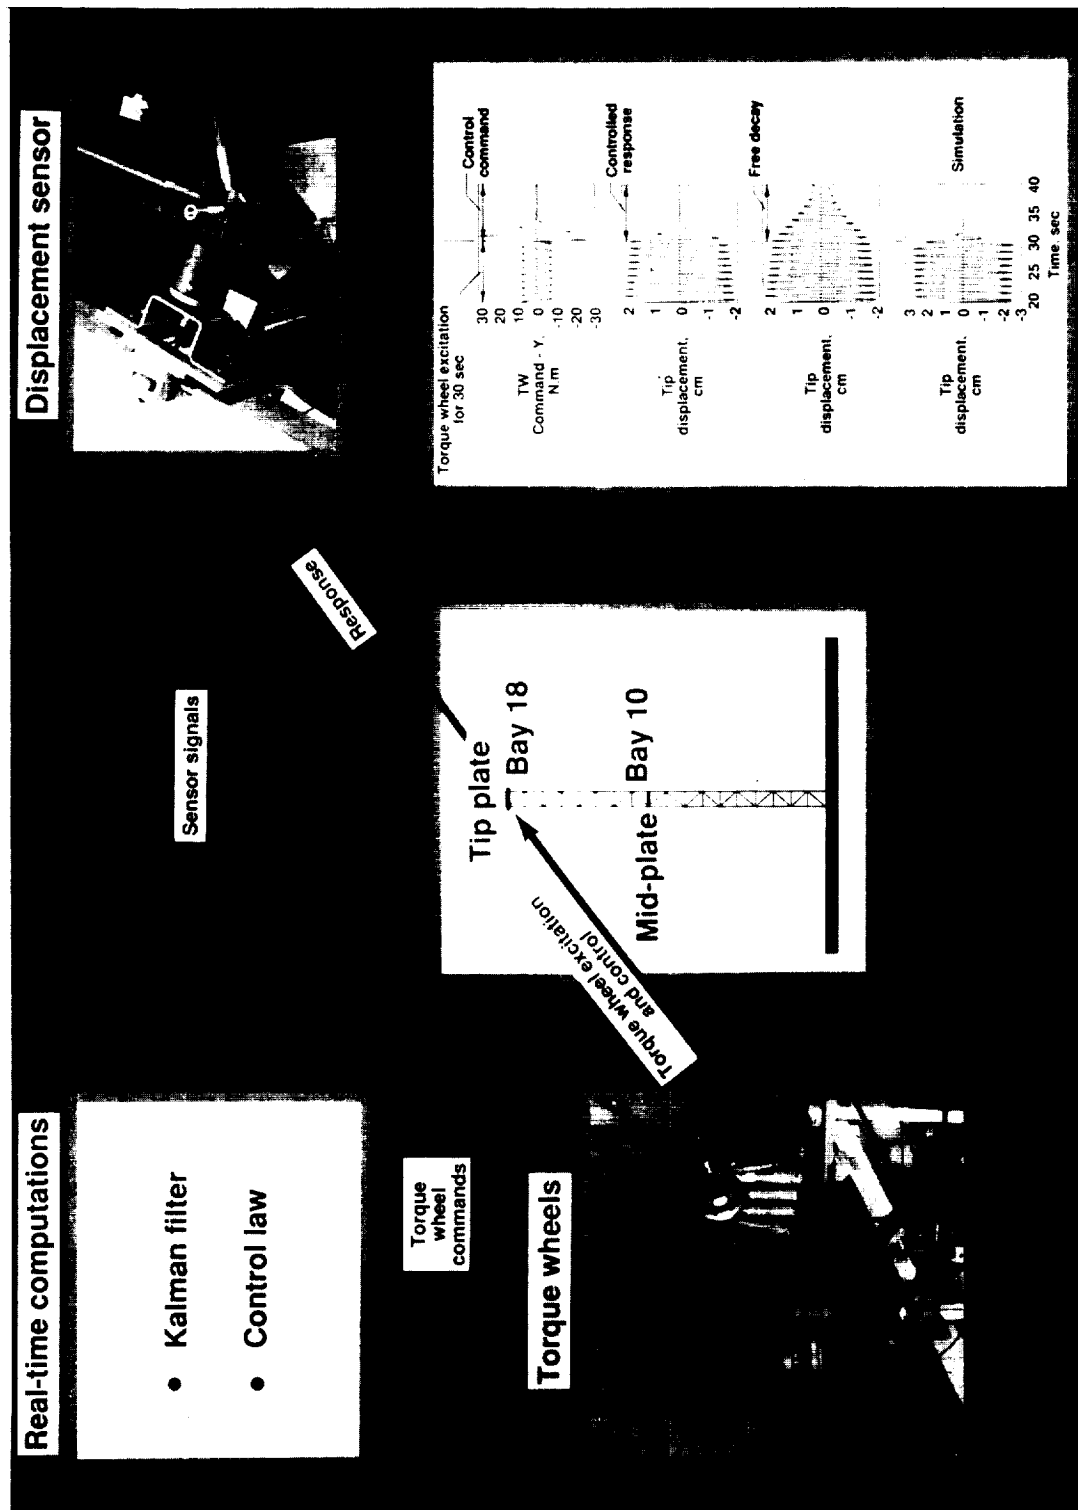 Real-time computations
• Kalman filter
• Control law
Sensor signals
Displacement sensor
Torque
wheel
commands
Response
Torque wheels
Torque wheel excitation
and control
Tip plate
Bay 18
Mid-plate
Bay 10
Torque wheel excitation
for 30 sec
Control
command
TW
Command - Y,
N m
30
20
10
0
-10
-20
-30
Controlled
response
Tip
displacement,
cm
2
1
0
-1
-2
Free decay
Tip
displacement,
cm
2
1
0
-1
-2
Simulation
Tip
displacement,
cm
3
2
1
0
-1
-2
-3
20 25 30 35 40
Time, sec